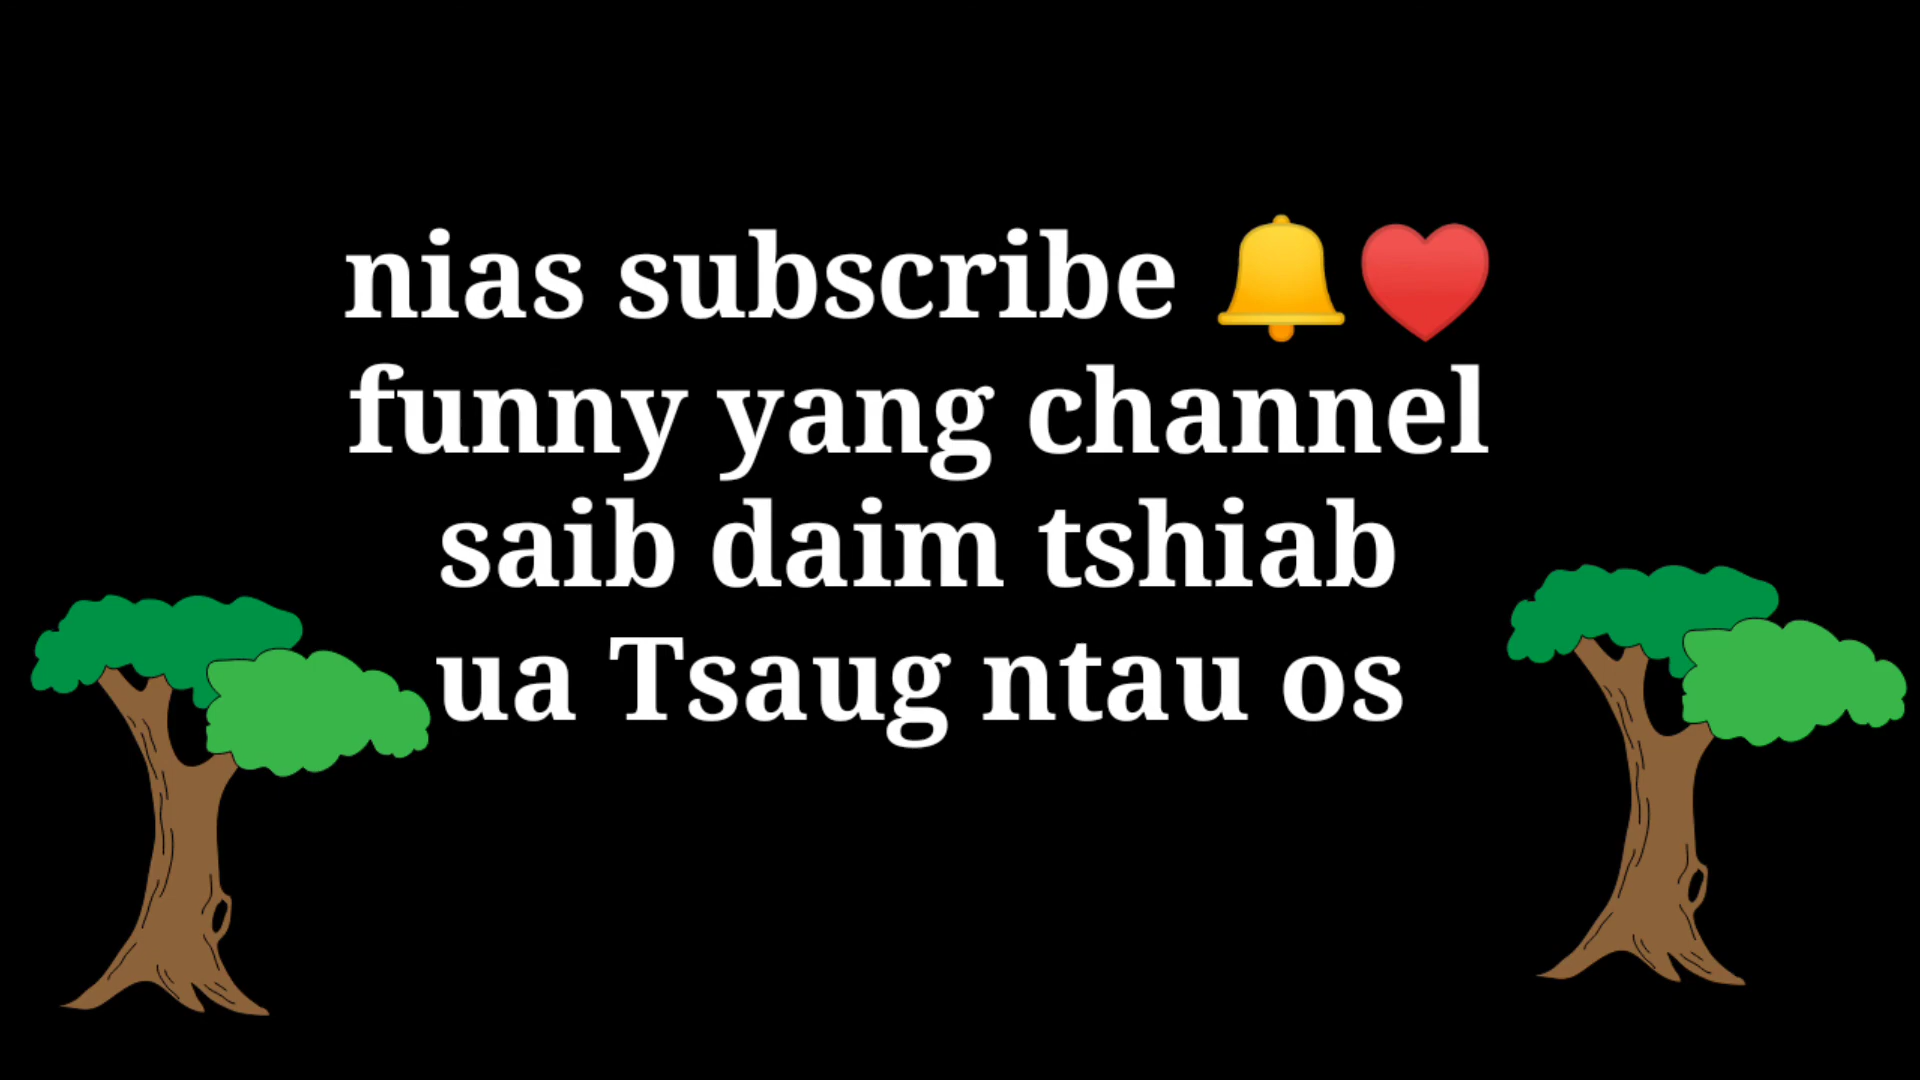 nias subscribe 🔔♥️
funny yang channel
saib daim tshiab
ua Tsaug ntau os